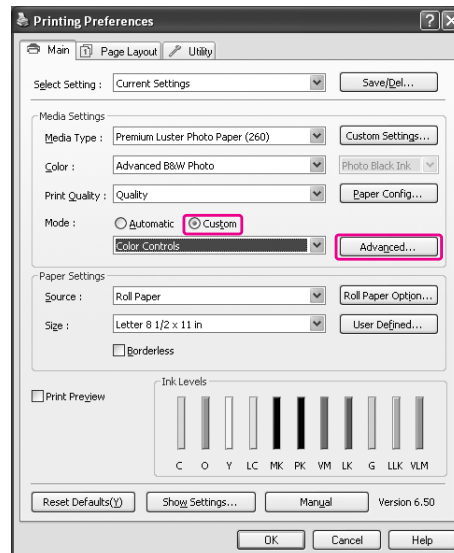 Printing Preferences
Main Page Layout Utility
Select Setting : Current Settings Save/Del...
Media Settings
Media Type : Premium Luster Photo Paper (260) Custom Settings...
Color : Advanced B&W Photo Photo Black Ink
Print Quality : Quality Paper Config...
Mode : Automatic Custom
Color Controls Advanced...
Paper Settings
Source : Roll Paper Roll Paper Option...
Size : Letter 8 1/2 x 11 in User Defined...
Borderless
Print Preview
Ink Levels
C O Y LC MK PK VM LK G LLK VLM
Reset Defaults(Y) Show Settings... Manual Version 6.50
OK Cancel Help